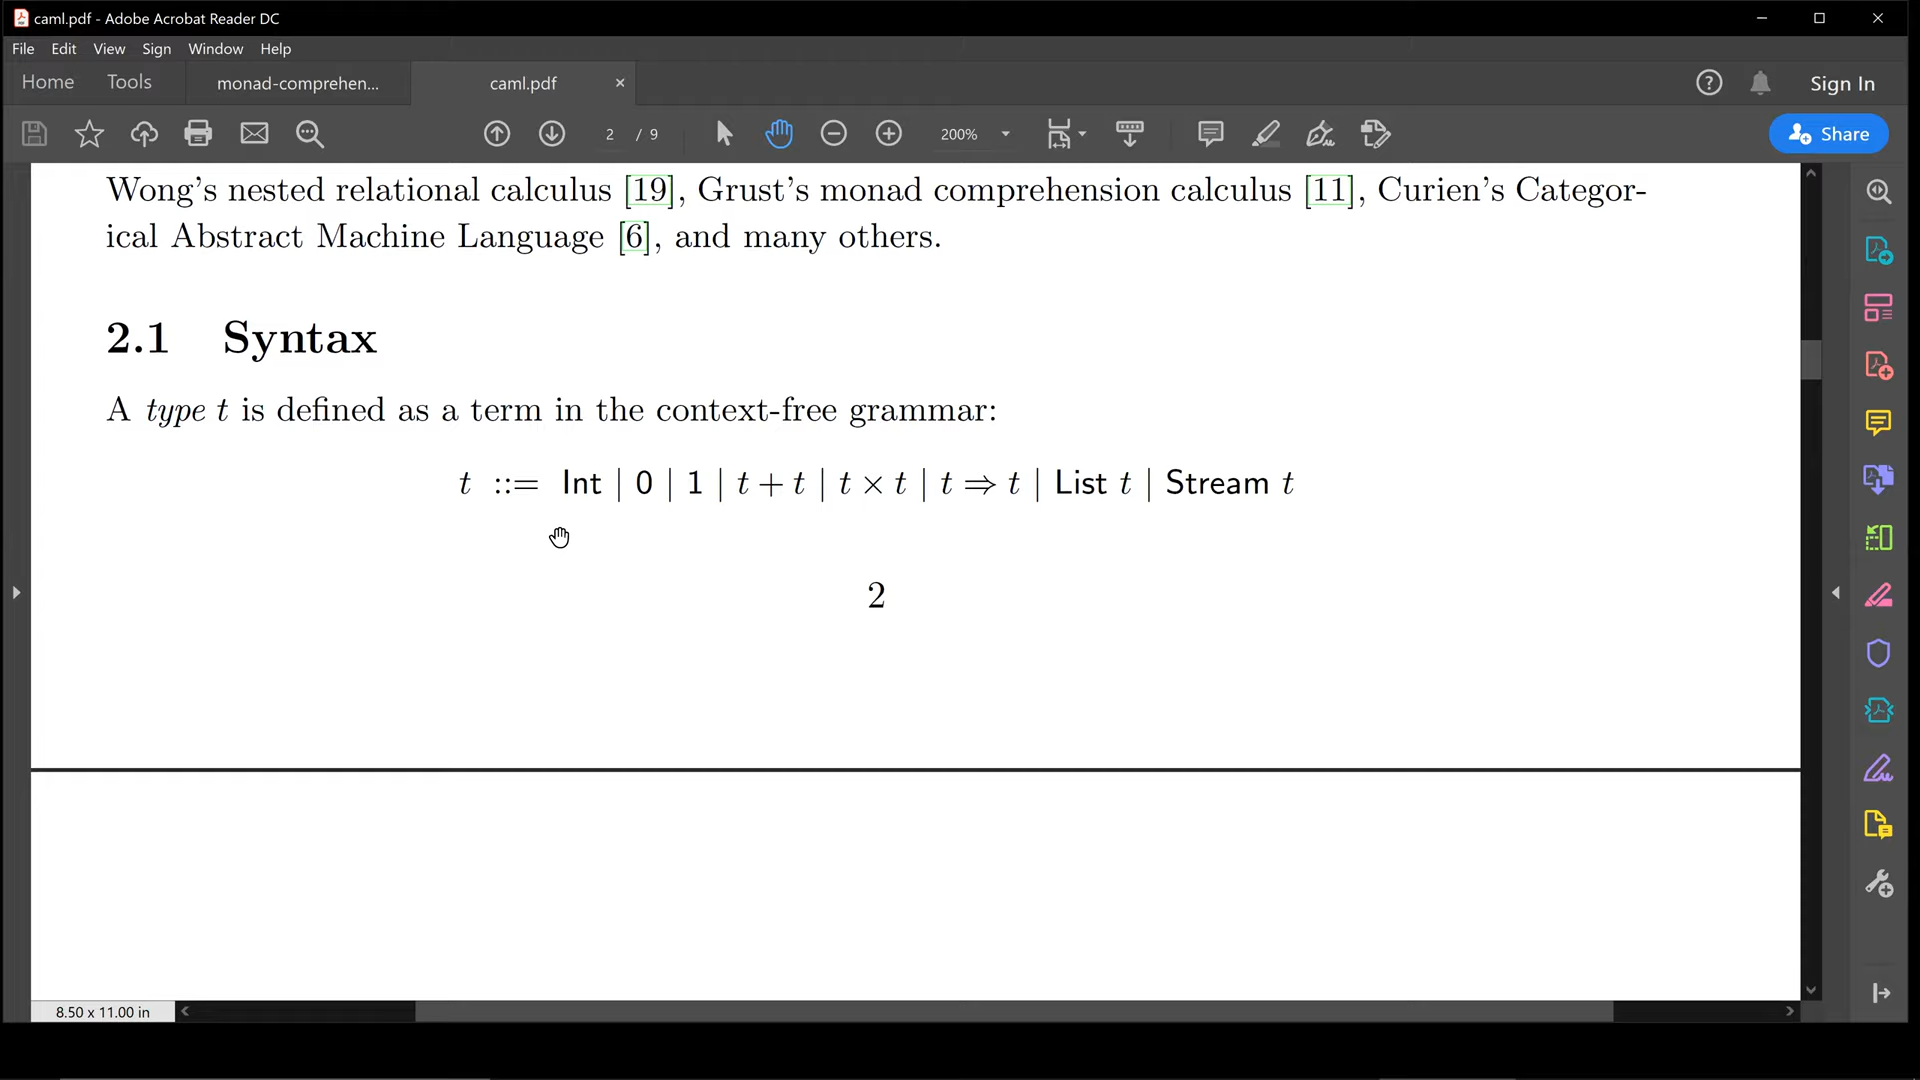 caml.pdf - Adobe Acrobat Reader DC
File Edit View Sign Window Help
Home Tools monad-comprehen... caml.pdf × Sign In
2 / 9 200% Share
Wong's nested relational calculus [19], Grust's monad comprehension calculus [11], Curien's Categor-
ical Abstract Machine Language [6], and many others.
2.1 Syntax
A type t is defined as a term in the context-free grammar:
t ::= Int | 0 | 1 | t + t | t × t | t ⇒ t | List t | Stream t
2
8.50 x 11.00 in